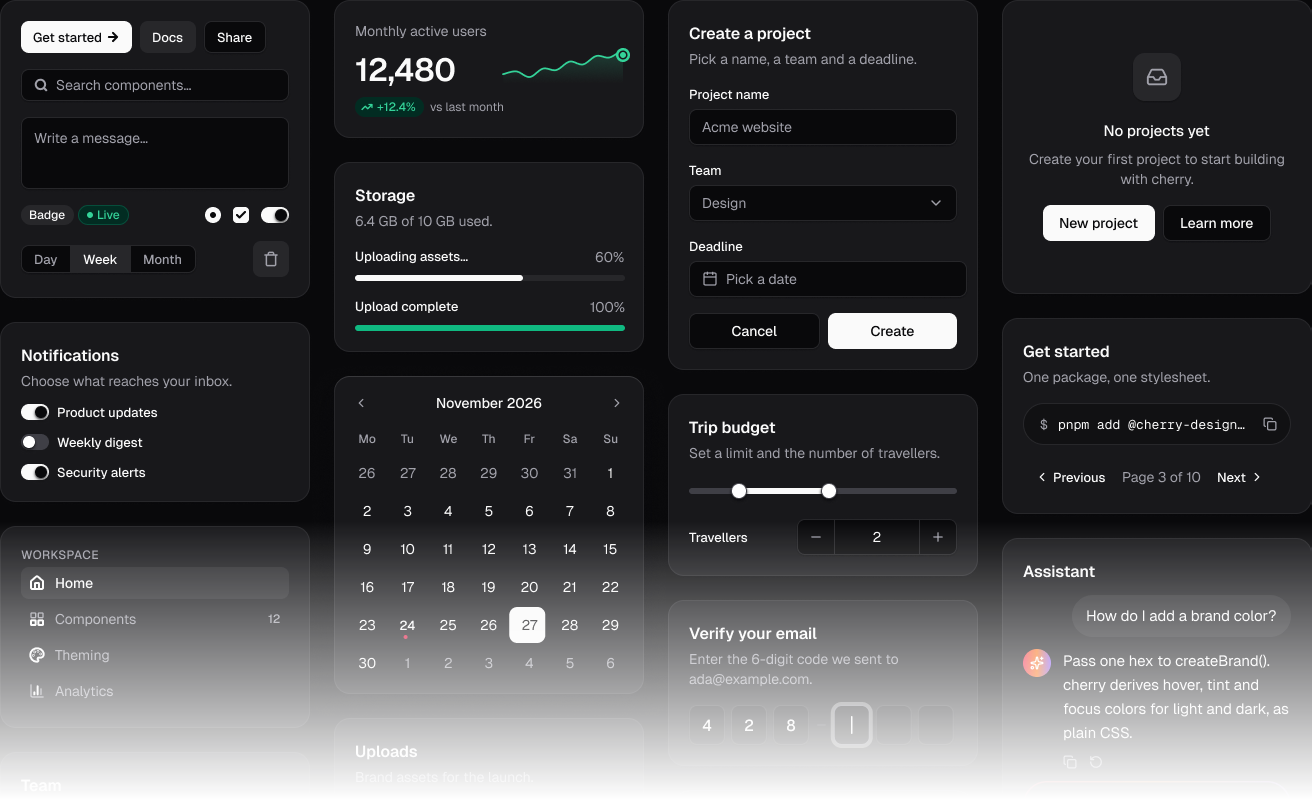 Get started
Docs
Share
Search components…
Write a message…
Badge
Live
Day
Week
Month
Notifications
Choose what reaches your inbox.
Product updates
Weekly digest
Security alerts
WORKSPACE
Home
Components
12
Theming
Analytics
Team
Monthly active users
12,480
+12.4%
vs last month
Storage
6.4 GB of 10 GB used.
Uploading assets…
60%
Upload complete
100%
November 2026
Mo Tu We Th Fr Sa Su
26 27 28 29 30 31 1
2 3 4 5 6 7 8
9 10 11 12 13 14 15
16 17 18 19 20 21 22
23 24 25 26 27 28 29
30 1 2 3 4 5 6
Uploads
Brand assets for the launch.
Create a project
Pick a name, a team and a deadline.
Project name
Acme website
Team
Design
Deadline
Pick a date
Cancel
Create
Trip budget
Set a limit and the number of travellers.
Travellers
2
Verify your email
Enter the 6-digit code we sent to
ada@example.com.
4 2 8
No projects yet
Create your first project to start building
with cherry.
New project
Learn more
Get started
One package, one stylesheet.
$ pnpm add @cherry-design…
Previous
Page 3 of 10
Next
Assistant
How do I add a brand color?
Pass one hex to createBrand().
cherry derives hover, tint and
focus colors for light and dark, as
plain CSS.